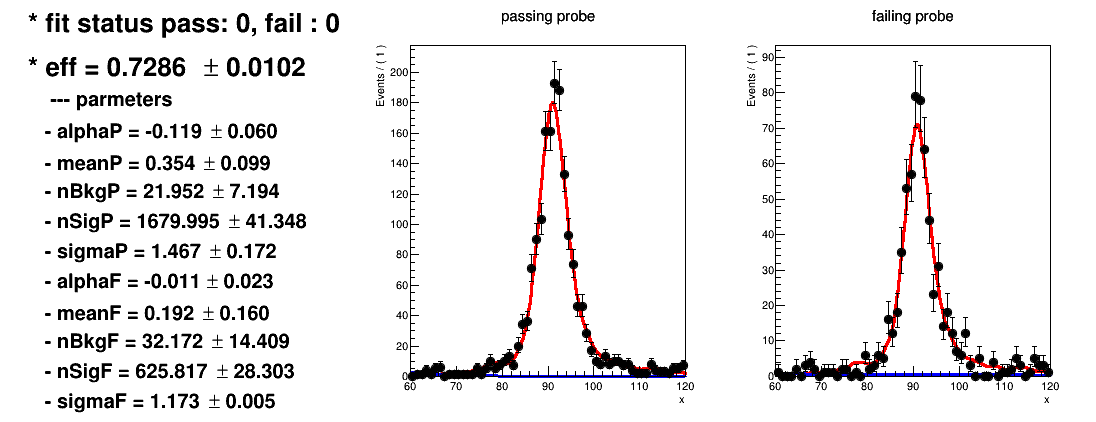 * fit status pass: 0, fail : 0
* eff = 0.7286 ± 0.0102
--- parmeters
- alphaP = -0.119 ± 0.060
- meanP = 0.354 ± 0.099
- nBkgP = 21.952 ± 7.194
- nSigP = 1679.995 ± 41.348
- sigmaP = 1.467 ± 0.172
- alphaF = -0.011 ± 0.023
- meanF = 0.192 ± 0.160
- nBkgF = 32.172 ± 14.409
- nSigF = 625.817 ± 28.303
- sigmaF = 1.173 ± 0.005
passing probe
Events / ( 1 )
200
180
160
140
120
100
80
60
40
20
0
60 70 80 90 100 110 120
x
failing probe
Events / ( 1 )
90
80
70
60
50
40
30
20
10
0
60 70 80 90 100 110 120
x